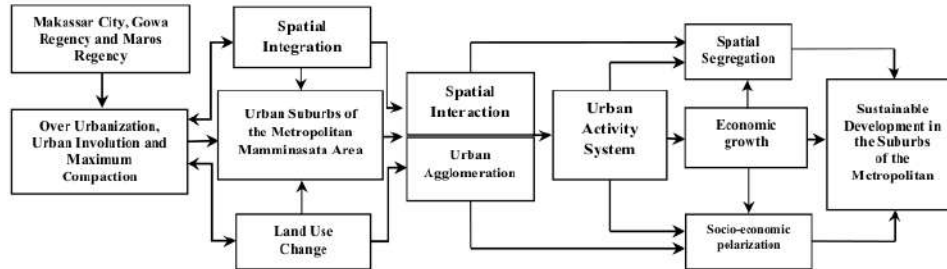 Makassar City, Gowa
Regency and Maros
Regency
Over Urbanization,
Urban Involution and
Maximum
Compaction
Spatial
Integration
Urban Suburbs of
the Metropolitan
Mamminasata Area
Land Use
Change
Spatial
Interaction
Urban
Agglomeration
Urban
Activity
System
Spatial
Segregation
Economic
growth
Socio-economic
pelarization
Sustainable
Development in
the Suburbs
of the
Metropolitan